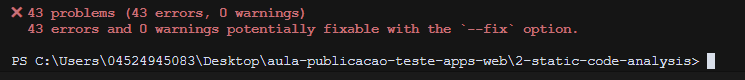 ✖ 43 problems (43 errors, 0 warnings)
43 errors and 0 warnings potentially fixable with the `--fix` option.
PS C:\Users\04524945083\Desktop\aula-publicacao-teste-apps-web\2-static-code-analysis>